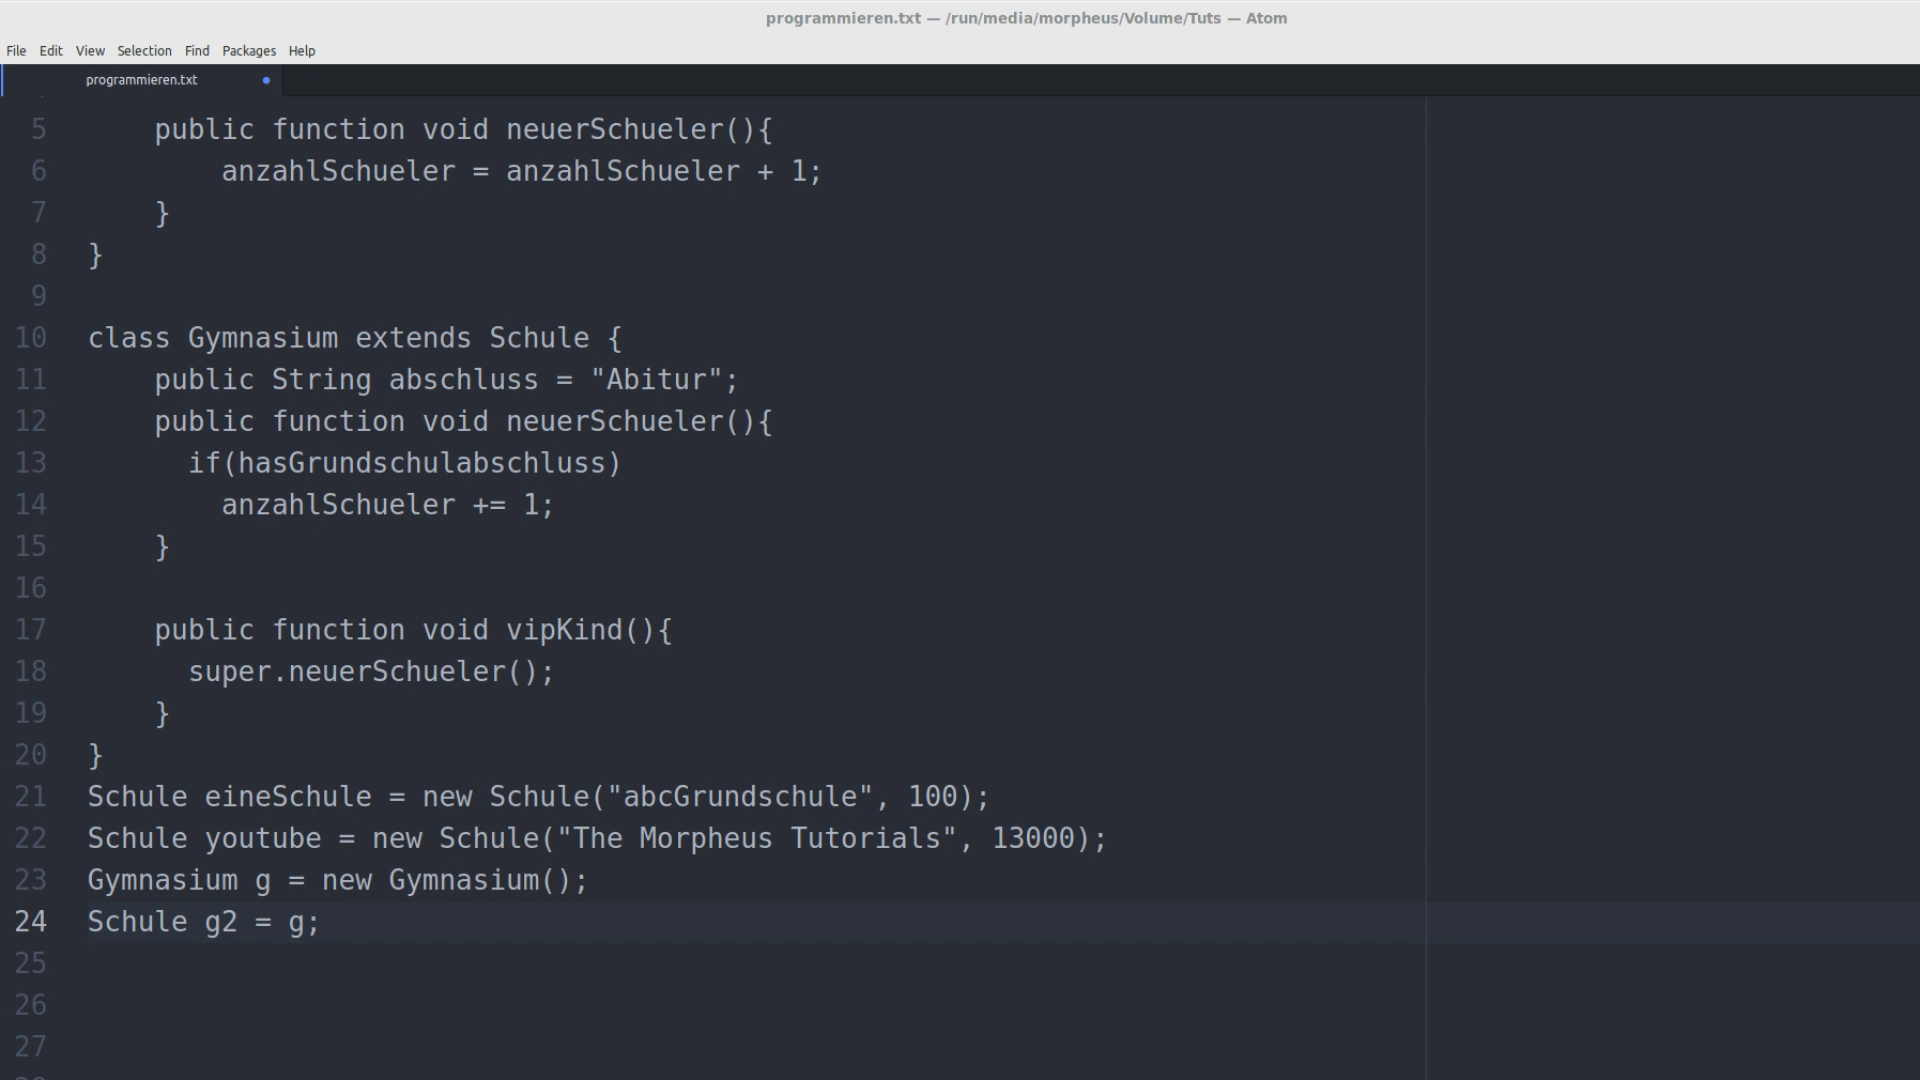 programmieren.txt — /run/media/morpheus/Volume/Tuts — Atom
File Edit View Selection Find Packages Help
programmieren.txt
5 public function void neuerSchueler(){
6 anzahlSchueler = anzahlSchueler + 1;
7 }
8 }
9
10 class Gymnasium extends Schule {
11 public String abschluss = "Abitur";
12 public function void neuerSchueler(){
13 if(hasGrundschulabschluss)
14 anzahlSchueler += 1;
15 }
16
17 public function void vipKind(){
18 super.neuerSchueler();
19 }
20 }
21 Schule eineSchule = new Schule("abcGrundschule", 100);
22 Schule youtube = new Schule("The Morpheus Tutorials", 13000);
23 Gymnasium g = new Gymnasium();
24 Schule g2 = g;
25
26
27